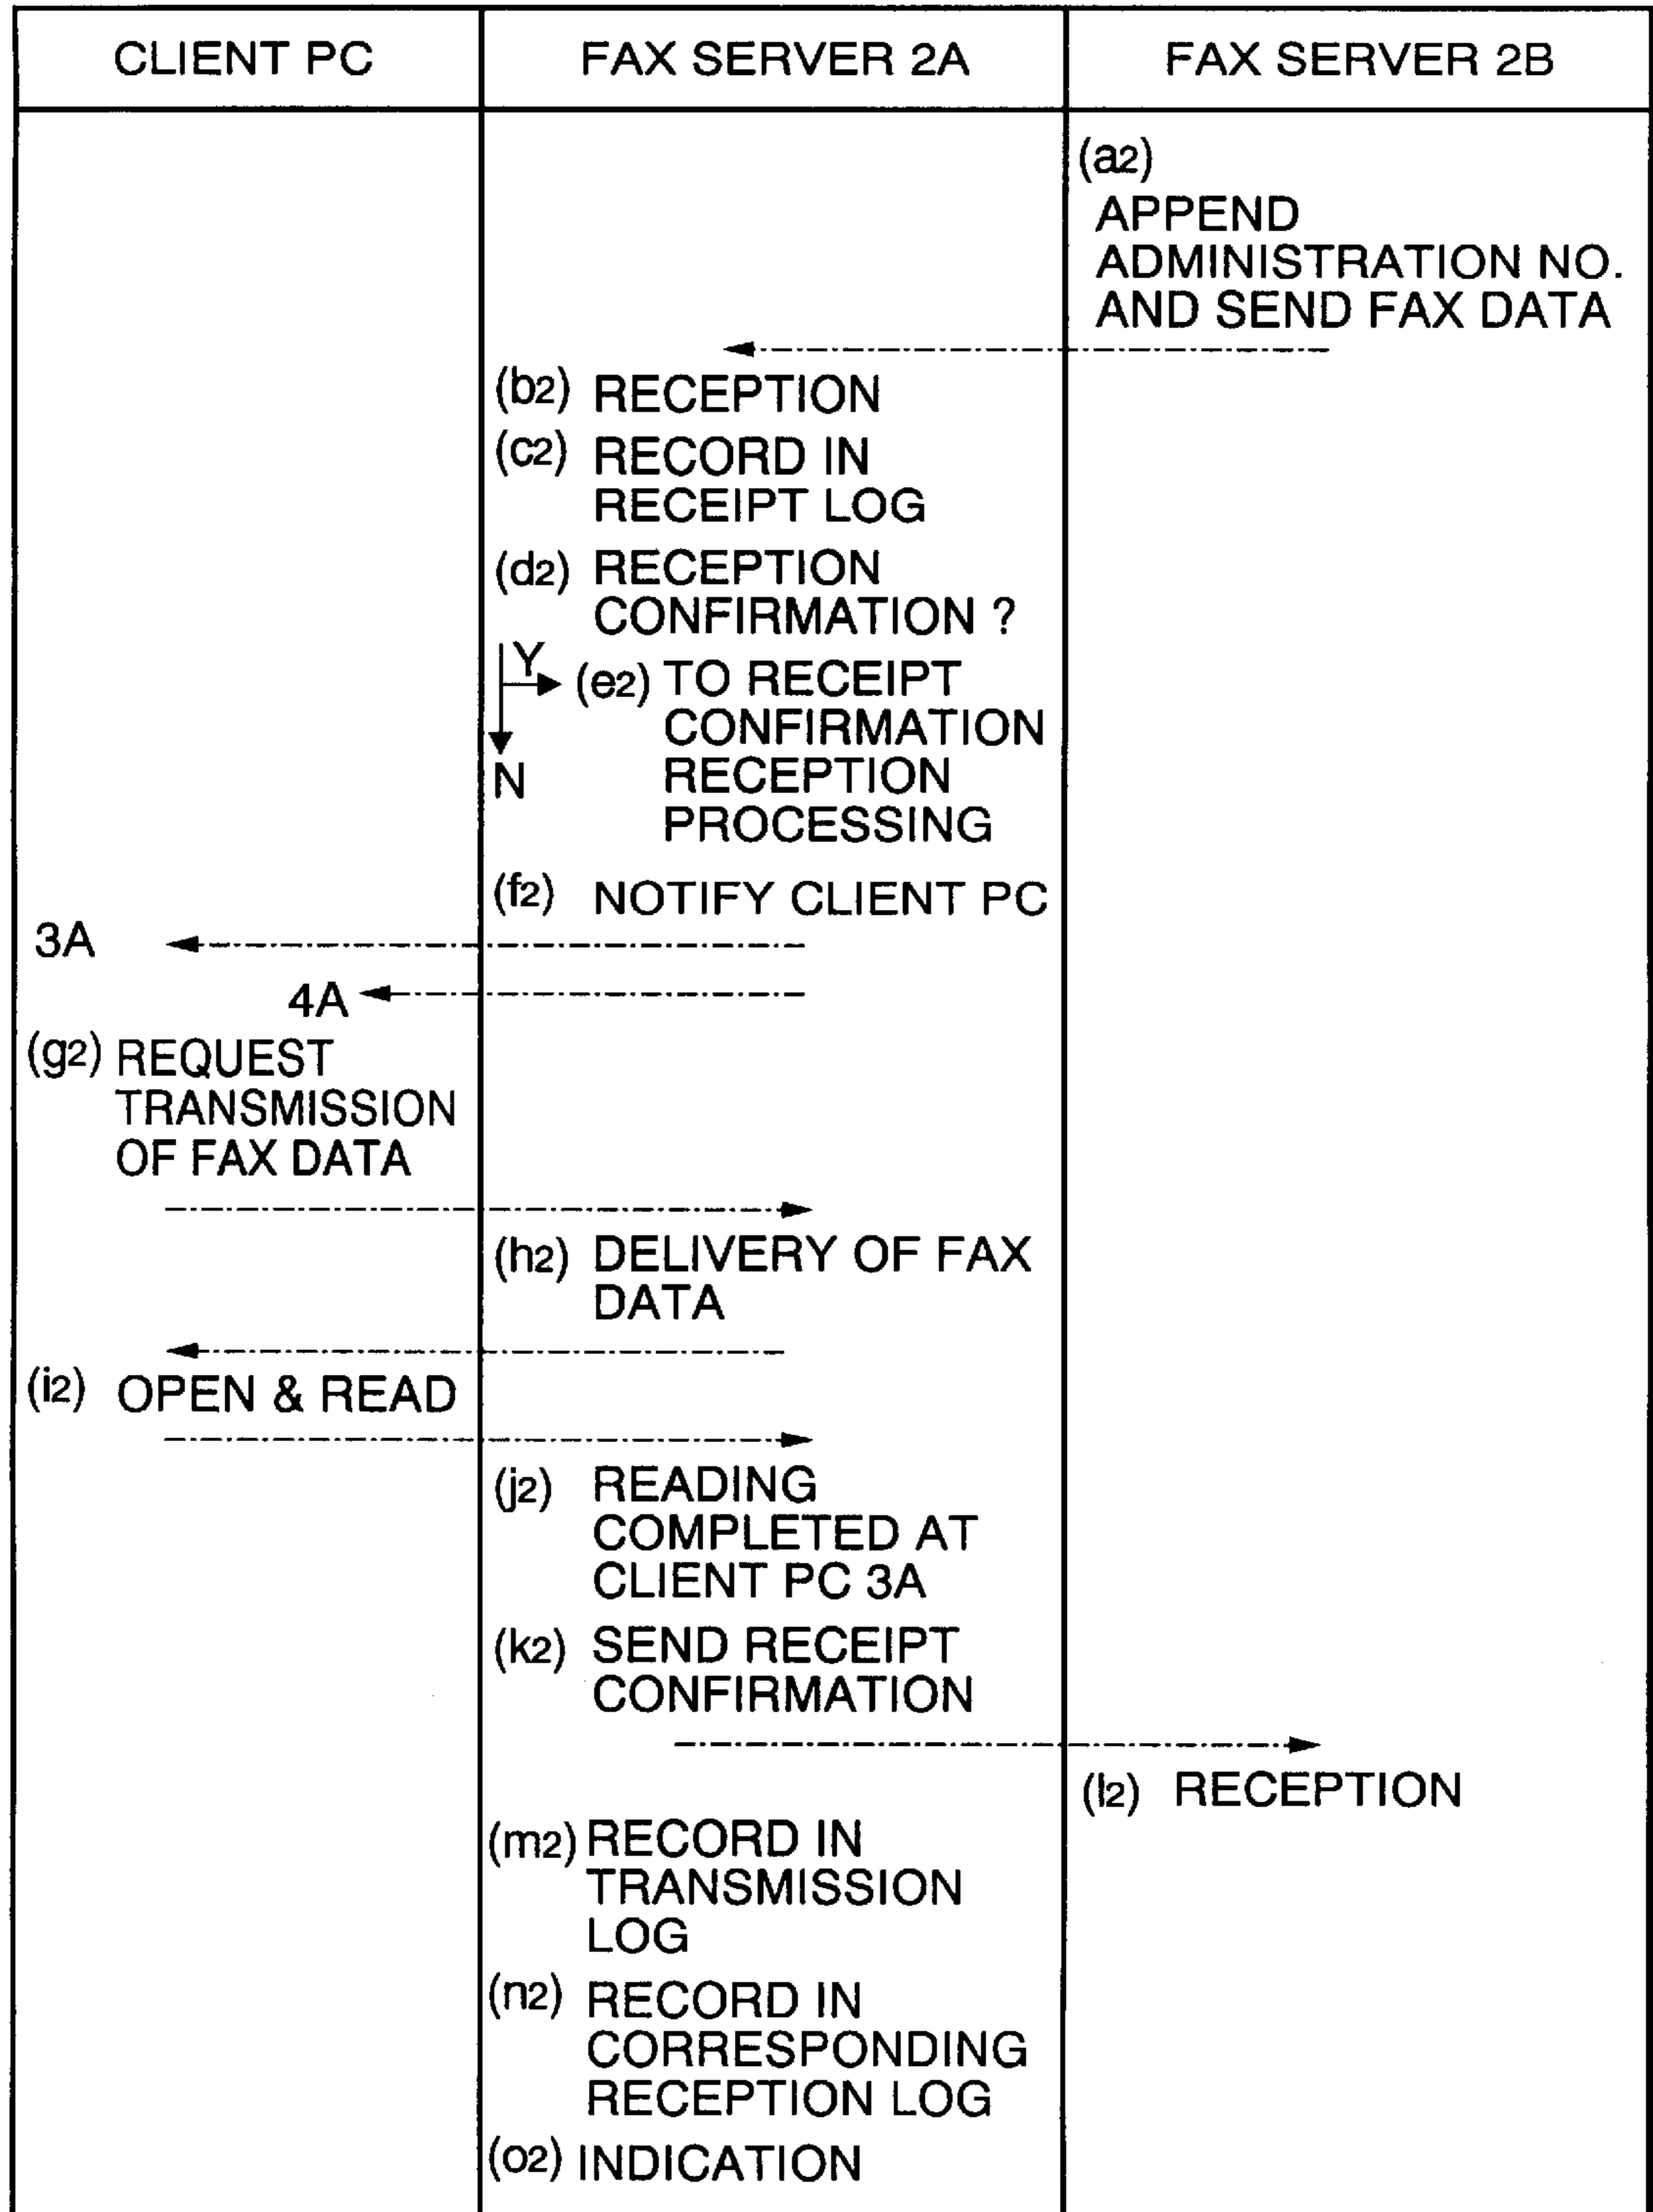 CLIENT PC
FAX SERVER 2A
FAX SERVER 2B
(a2)
APPEND
ADMINISTRATION NO.
AND SEND FAX DATA
(b2) RECEPTION
(c2) RECORD IN
RECEIPT LOG
(d2) RECEPTION
CONFIRMATION ?
Y
(e2) TO RECEIPT
CONFIRMATION
RECEPTION
PROCESSING
N
(f2) NOTIFY CLIENT PC
3A
4A
(g2) REQUEST
TRANSMISSION
OF FAX DATA
(h2) DELIVERY OF FAX
DATA
(i2) OPEN & READ
(j2) READING
COMPLETED AT
CLIENT PC 3A
(k2) SEND RECEIPT
CONFIRMATION
(l2) RECEPTION
(m2) RECORD IN
TRANSMISSION
LOG
(n2) RECORD IN
CORRESPONDING
RECEPTION LOG
(o2) INDICATION